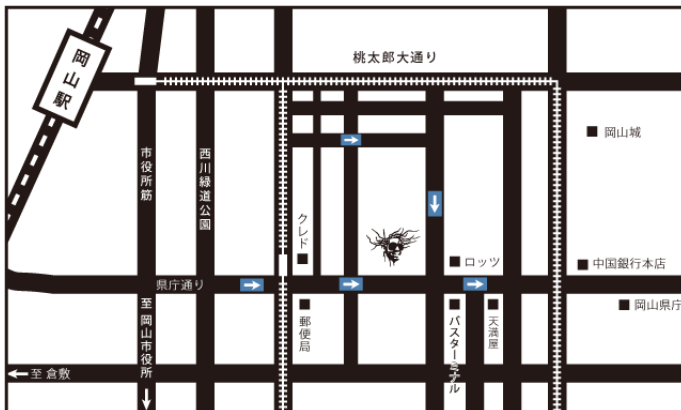 桃太郎大通り
岡山駅
岡山城
市役所筋
西川緑道公園
クレド
ロッツ
中国銀行本店
県庁通り
岡山県庁
至 岡山市役所
郵便局
バスターミナル
天満屋
至 倉敷